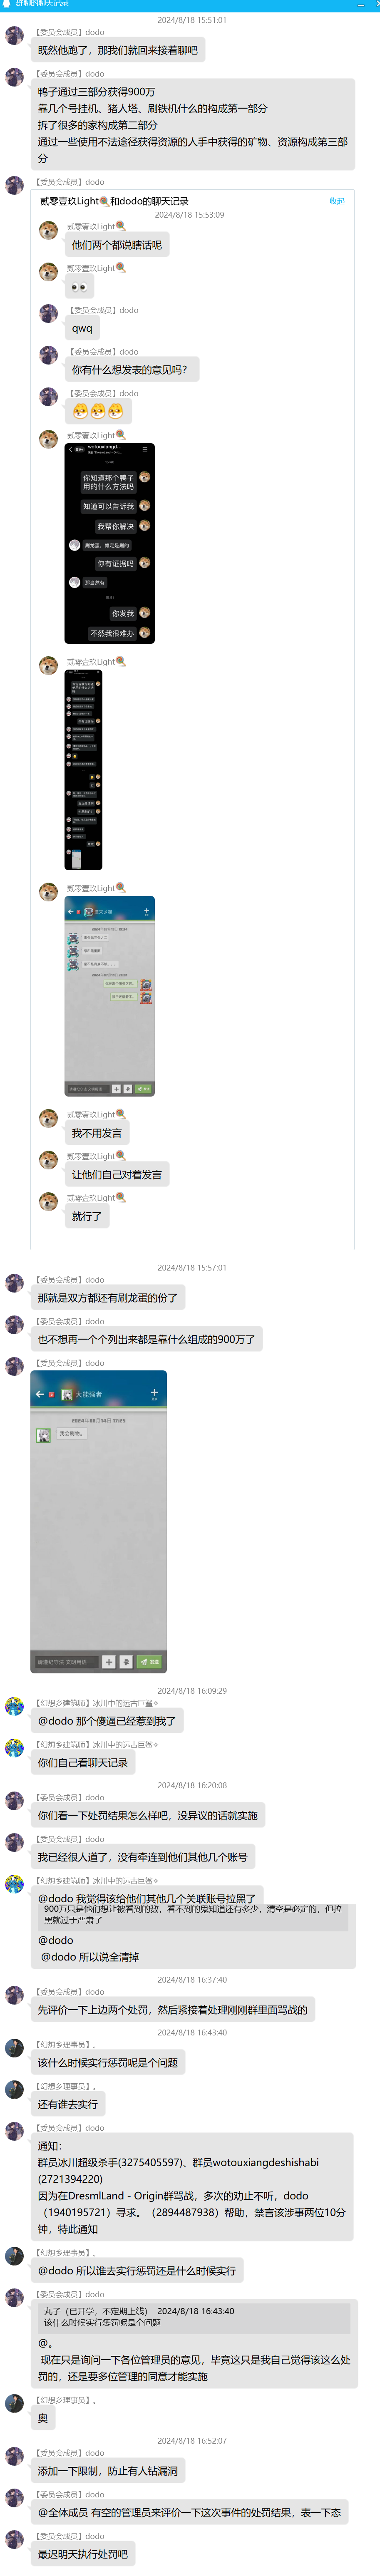 群聊的聊天记录
2024/8/18 15:51:01
【委员会成员】dodo
既然他跑了，那我们就回来接着聊吧
【委员会成员】dodo
鸭子通过三部分获得900万
靠几个号挂机、猪人塔、刷铁机什么的构成第一部分
拆了很多的家构成第二部分
通过一些使用不法途径获得资源的人手中获得的矿物、资源构成第三部
分
【委员会成员】dodo
贰零壹玖Light🍭和dodo的聊天记录
收起
2024/8/18 15:53:09
贰零壹玖Light🍭
他们两个都说瞎话呢
贰零壹玖Light🍭
👀
【委员会成员】dodo
qwq
【委员会成员】dodo
你有什么想发表的意见吗？
【委员会成员】dodo
贰零壹玖Light🍭
wotouxiangd...
你知道那个鸭子
用的什么方法吗
知道可以告诉我
我帮你解决
刷龙蛋，肯定是刷的
你有证据吗
那当然有
你发我
不然我很难办
贰零壹玖Light🍭
贰零壹玖Light🍭
贰零壹玖Light🍭
我不用发言
贰零壹玖Light🍭
让他们自己对着发言
贰零壹玖Light🍭
就行了
2024/8/18 15:57:01
【委员会成员】dodo
那就是双方都还有刷龙蛋的份了
【委员会成员】dodo
也不想再一个个列出来都是靠什么组成的900万了
【委员会成员】dodo
大能强者
2024年08月14日 17:25
我会刷物。
请遵纪守法 文明用语
发送
2024/8/18 16:09:29
【幻想乡建筑师】冰川中的远古巨鲨✧
@dodo 那个傻逼已经惹到我了
【幻想乡建筑师】冰川中的远古巨鲨✧
你们自己看聊天记录
2024/8/18 16:20:08
【委员会成员】dodo
你们看一下处罚结果怎么样吧，没异议的话就实施
【委员会成员】dodo
我已经很人道了，没有牵连到他们其他几个账号
【幻想乡建筑师】冰川中的远古巨鲨✧
@dodo 我觉得该给他们其他几个关联账号拉黑了
900万只是他们想让被看到的数，看不到的鬼知道还有多少，清空是必定的，但拉
黑就过于严肃了
@dodo
@dodo 所以说全清掉
2024/8/18 16:37:40
【委员会成员】dodo
先评价一下上边两个处罚，然后紧接着处理刚刚群里面骂战的
2024/8/18 16:43:40
【幻想乡理事员】。
该什么时候实行惩罚呢是个问题
【幻想乡理事员】。
还有谁去实行
【委员会成员】dodo
通知：
群员冰川超级杀手(3275405597)、群员wotouxiangdeshishabi
(2721394220)
因为在DresmlLand - Origin群骂战，多次的劝止不听，dodo
（1940195721）寻求。（2894487938）帮助，禁言该涉事两位10分
钟，特此通知
【幻想乡理事员】。
@dodo 所以谁去实行惩罚还是什么时候实行
【委员会成员】dodo
丸子（已开学，不定期上线） 2024/8/18 16:43:40
该什么时候实行惩罚呢是个问题
@。
现在只是询问一下各位管理员的意见，毕竟这只是我自己觉得该这么处
罚的，还是要多位管理的同意才能实施
【幻想乡理事员】。
奥
2024/8/18 16:52:07
【委员会成员】dodo
添加一下限制，防止有人钻漏洞
【委员会成员】dodo
@全体成员 有空的管理员来评价一下这次事件的处罚结果，表一下态
【委员会成员】dodo
最迟明天执行处罚吧